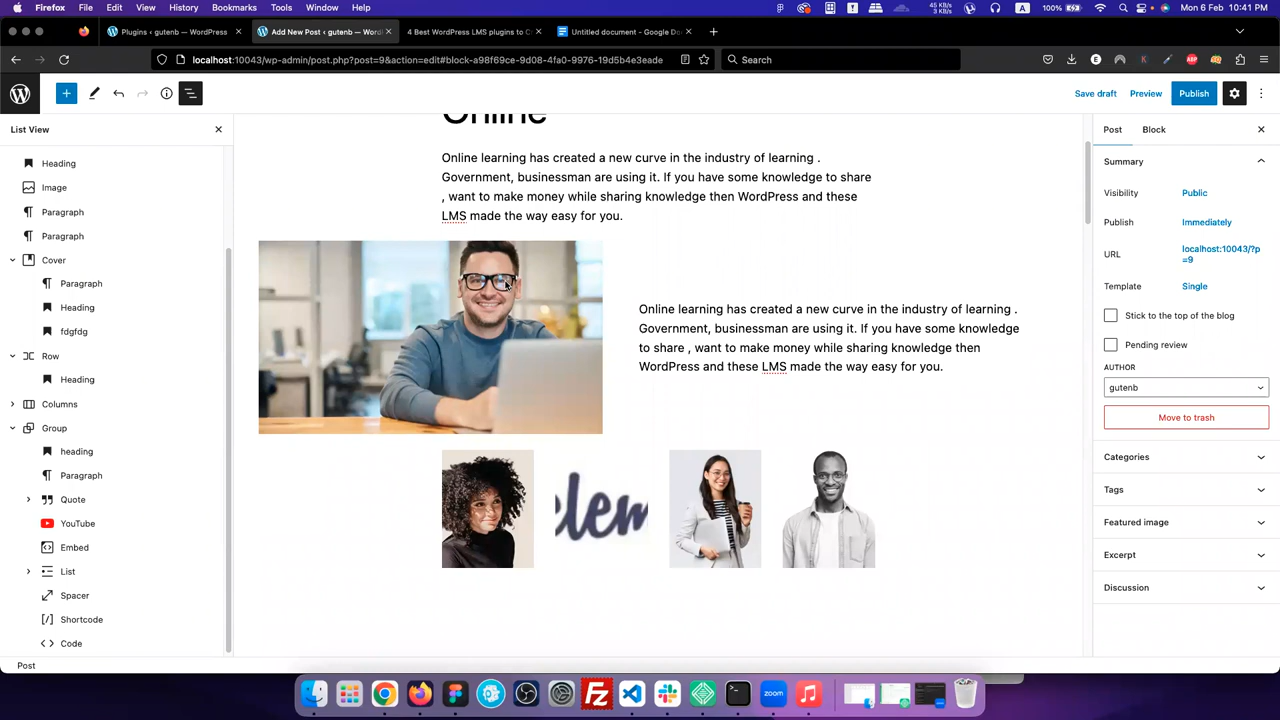 Firefox File Edit View History Bookmarks Tools Window Help
45 KB/s
4 KB/s
100%
Mon 6 Feb 10:41 PM
Plugins ‹ gutenb — WordPress
Add New Post ‹ gutenb — Word
4 Best WordPress LMS plugins to C
Untitled document - Google Do
localhost:10043/wp-admin/post.php?post=9&action=edit#block-a98f69ce-9d08-4fa0-9976-19d5b4e3eade
Search
ABP
Save draft
Preview
Publish
List View
Heading
Image
Paragraph
Paragraph
Cover
Paragraph
Heading
fdgfdg
Row
Heading
Columns
Group
heading
Paragraph
Quote
YouTube
Embed
List
Spacer
Shortcode
Code
Post
Online
Online learning has created a new curve in the industry of learning .
Government, businessman are using it. If you have some knowledge to share
, want to make money while sharing knowledge then WordPress and these
LMS made the way easy for you.
Online learning has created a new curve in the industry of learning .
Government, businessman are using it. If you have some knowledge
to share , want to make money while sharing knowledge then
WordPress and these LMS made the way easy for you.
lem
Post
Block
Summary
Visibility
Public
Publish
Immediately
URL
localhost:10043/?p
=9
Template
Single
Stick to the top of the blog
Pending review
AUTHOR
gutenb
Move to trash
Categories
Tags
Featured image
Excerpt
Discussion
zoom